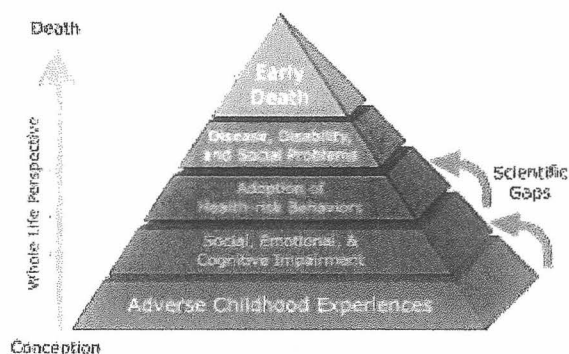 Death
Early
Death
Disease, Disability,
and Social Problems
Scientific
Gaps
Adoption of
Health-risk Behaviors
Whole Life Perspective
Social, Emotional, &
Cognitive Impairment
Adverse Childhood Experiences
Conception